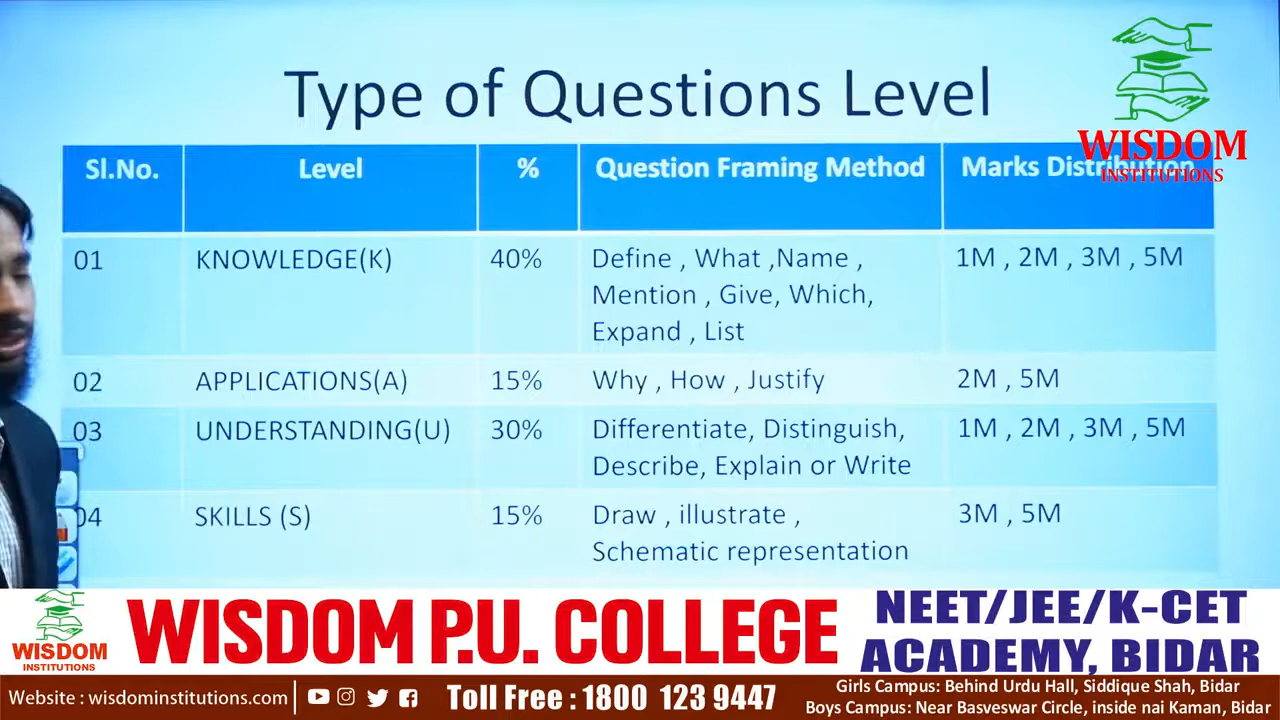 Type of Questions Level
WISDOM
INSTITUTIONS
Sl.No. Level % Question Framing Method Marks Distribution
01 KNOWLEDGE(K) 40% Define , What ,Name , 1M , 2M , 3M , 5M
Mention , Give, Which,
Expand , List
02 APPLICATIONS(A) 15% Why , How , Justify 2M , 5M
03 UNDERSTANDING(U) 30% Differentiate, Distinguish, 1M , 2M , 3M , 5M
Describe, Explain or Write
04 SKILLS (S) 15% Draw , illustrate , 3M , 5M
Schematic representation
WISDOM
INSTITUTIONS
WISDOM P.U. COLLEGE
NEET/JEE/K-CET
ACADEMY, BIDAR
Website : wisdominstitutions.com
Toll Free : 1800 123 9447
Girls Campus: Behind Urdu Hall, Siddique Shah, Bidar
Boys Campus: Near Basveswar Circle, inside nai Kaman, Bidar